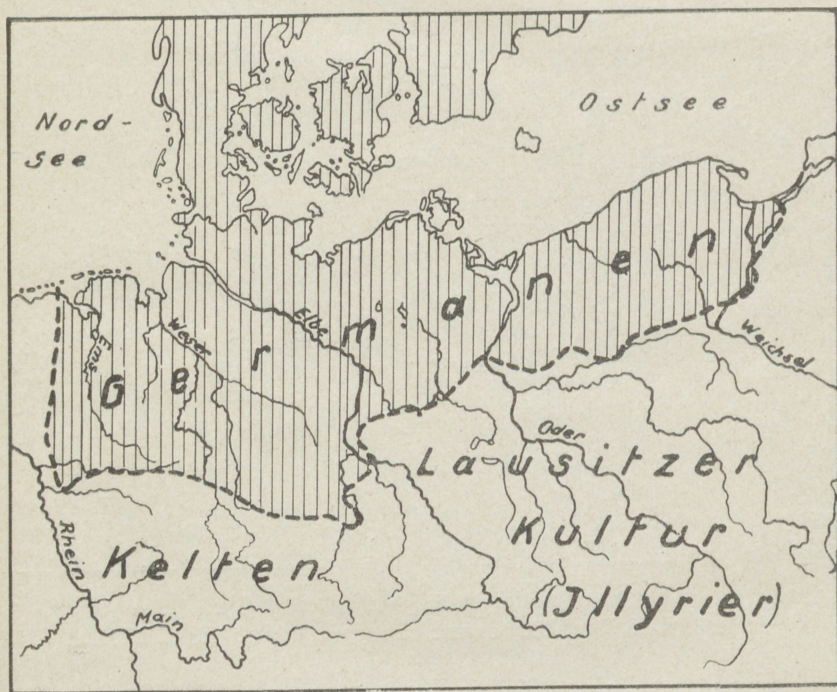 Nord-
see
Ostsee
Germanen
Ems
Weser
Elbe
Weichsel
Oder
Lausitzer
Kultur
(Jllyrier)
Rhein
Kelten
Main